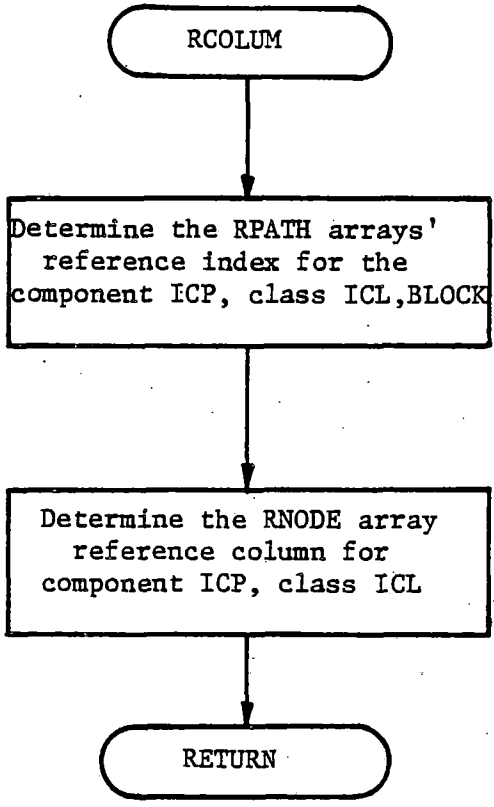 RCOLUM
Determine the RPATH arrays'
reference index for the
component ICP, class ICL,BLOCK
Determine the RNODE array
reference column for
component ICP, class ICL
RETURN